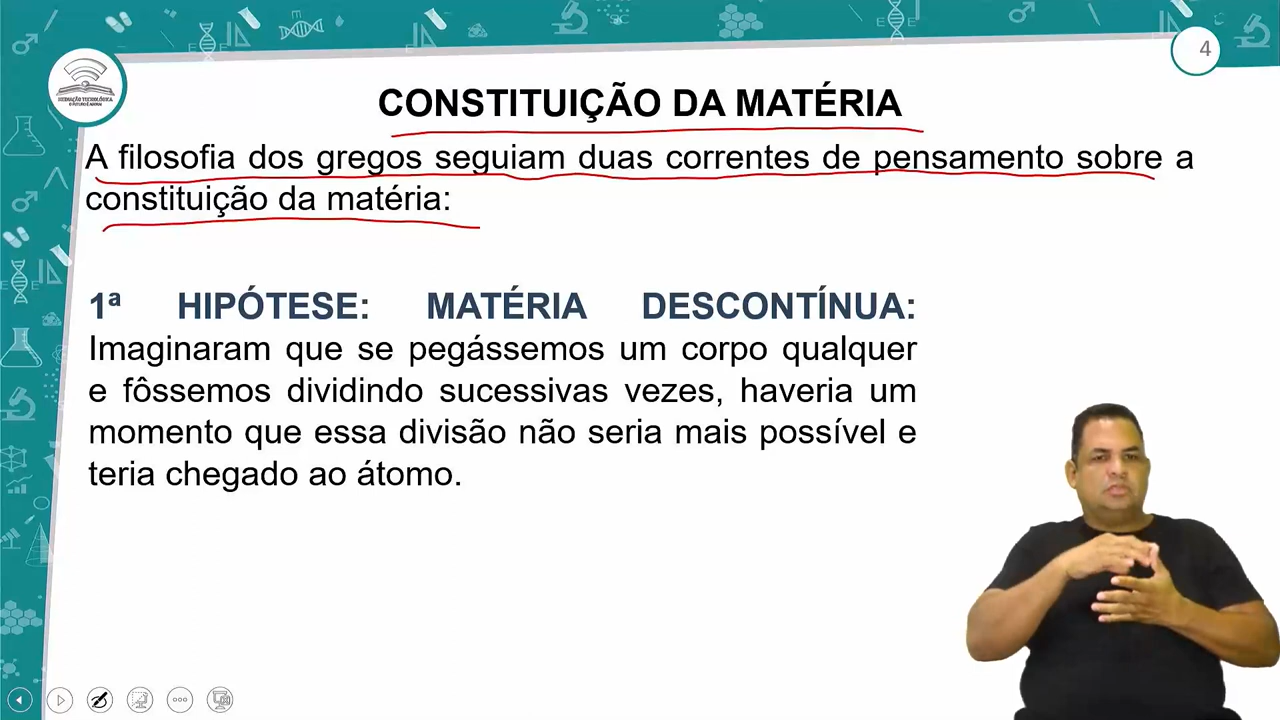 4
MEDIAÇÃO TECNOLÓGICA
CONSTITUIÇÃO DA MATÉRIA
A filosofia dos gregos seguiam duas correntes de pensamento sobre a
constituição da matéria:
1ª HIPÓTESE: MATÉRIA DESCONTÍNUA:
Imaginaram que se pegássemos um corpo qualquer
e fôssemos dividindo sucessivas vezes, haveria um
momento que essa divisão não seria mais possível e
teria chegado ao átomo.